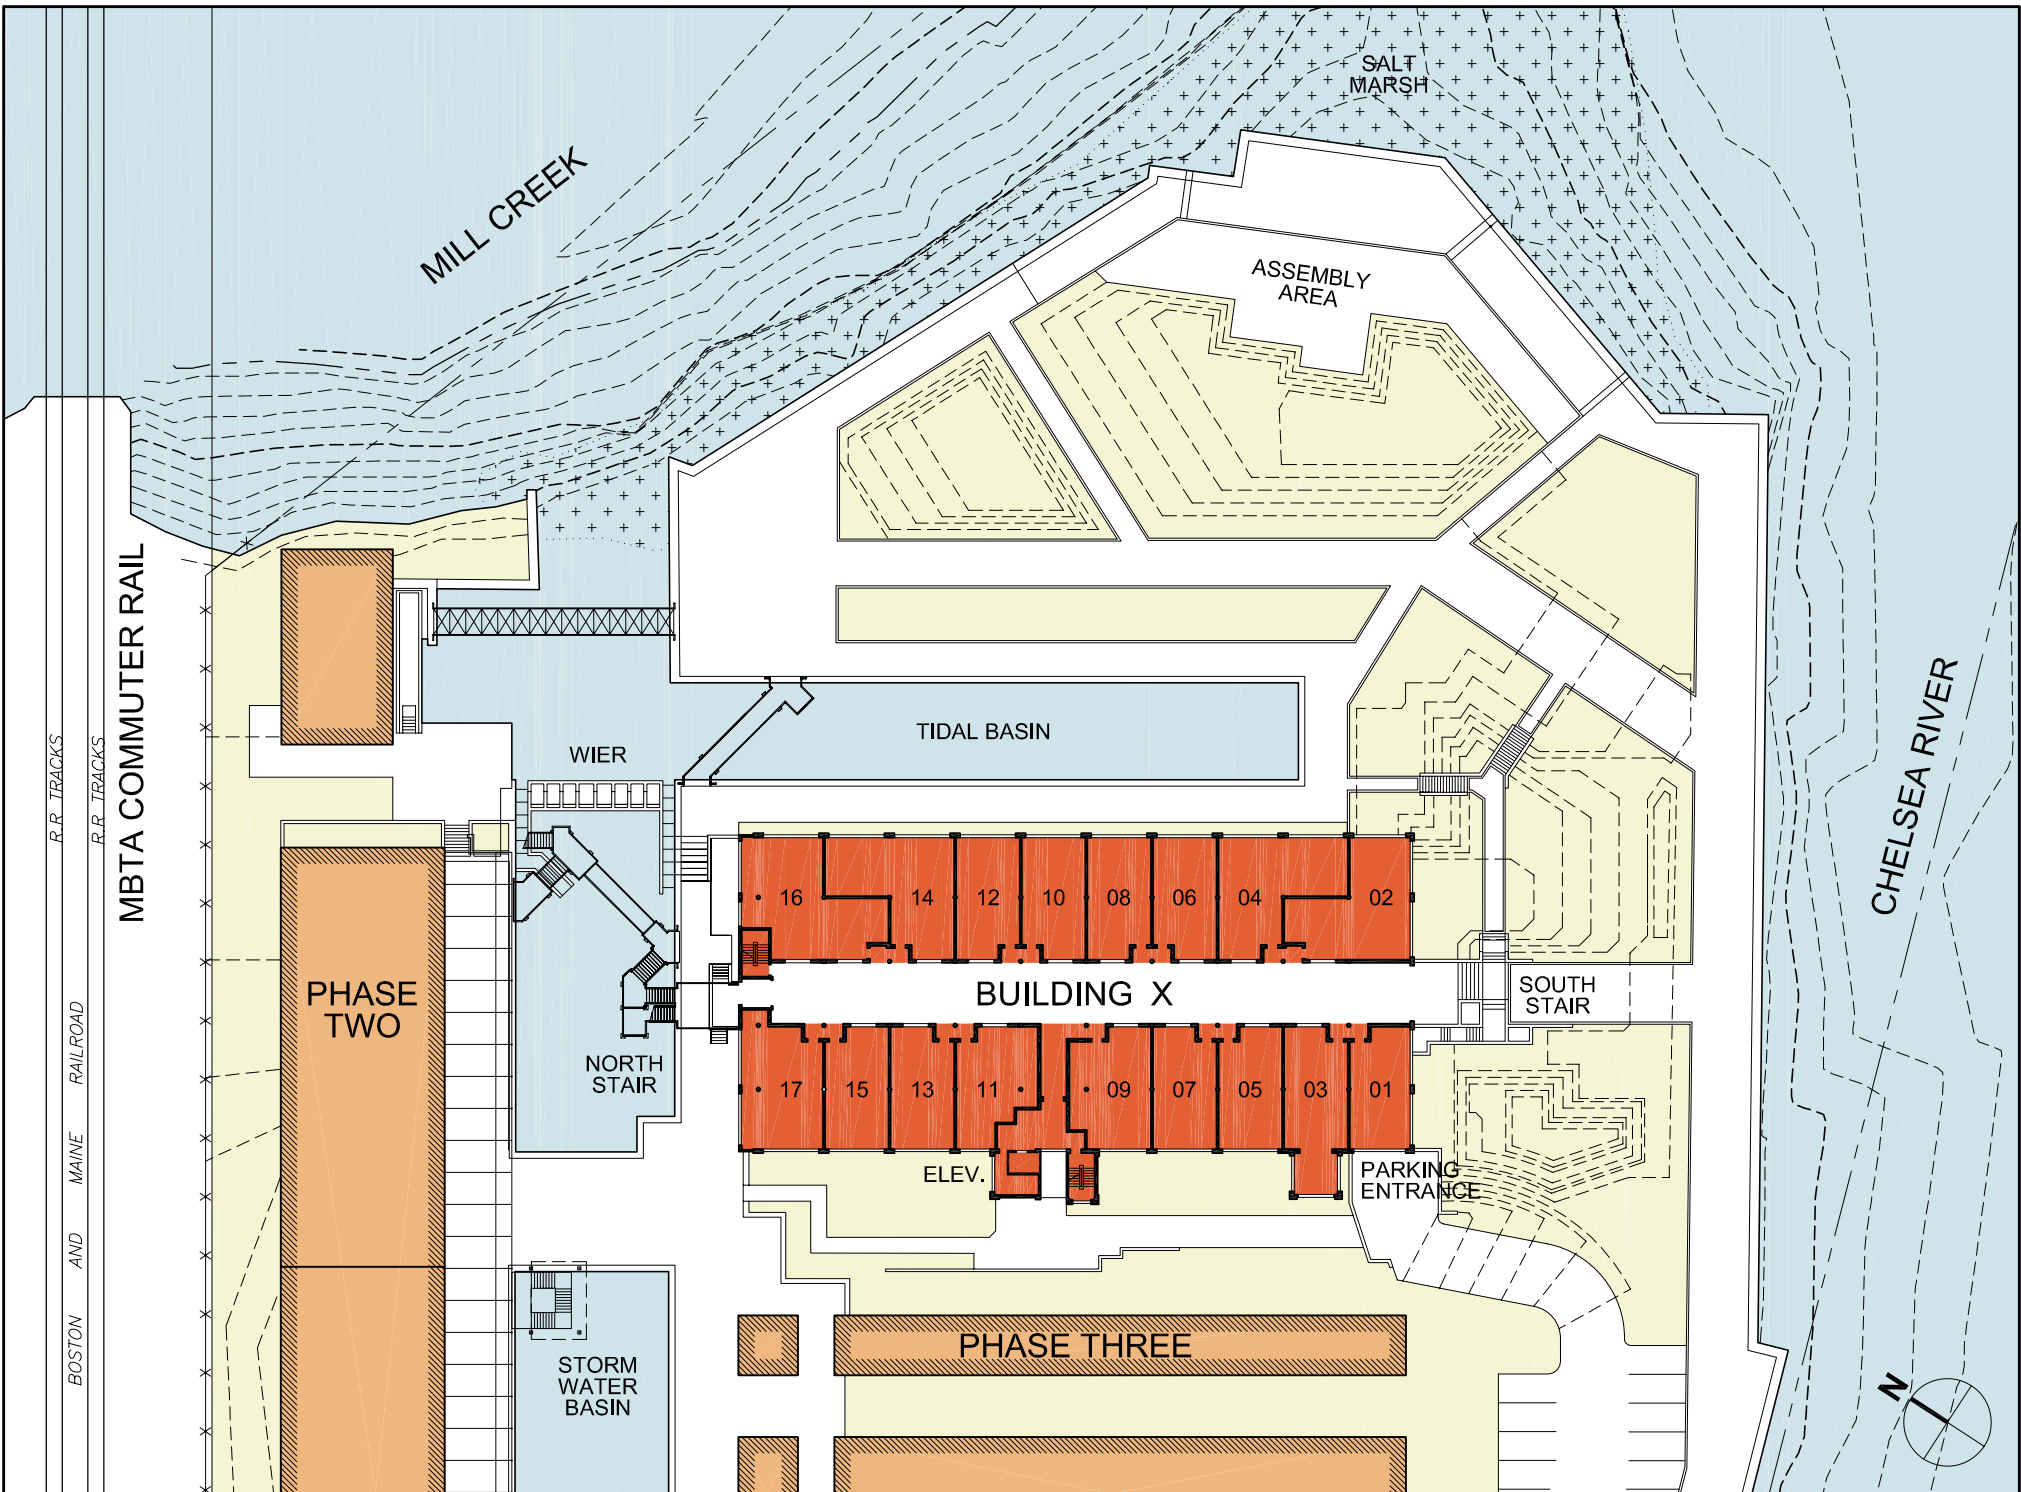 SALT
MARSH
MILL CREEK
ASSEMBLY
AREA
MBTA COMMUTER RAIL
R.R TRACKS
R.R TRACKS
BOSTON AND MAINE RAILROAD
WIER
TIDAL BASIN
CHELSEA RIVER
16
14
12
10
08
06
04
02
PHASE
TWO
BUILDING X
SOUTH
STAIR
NORTH
STAIR
17
15
13
11
09
07
05
03
01
ELEV.
PARKING
ENTRANCE
PHASE THREE
STORM
WATER
BASIN
N